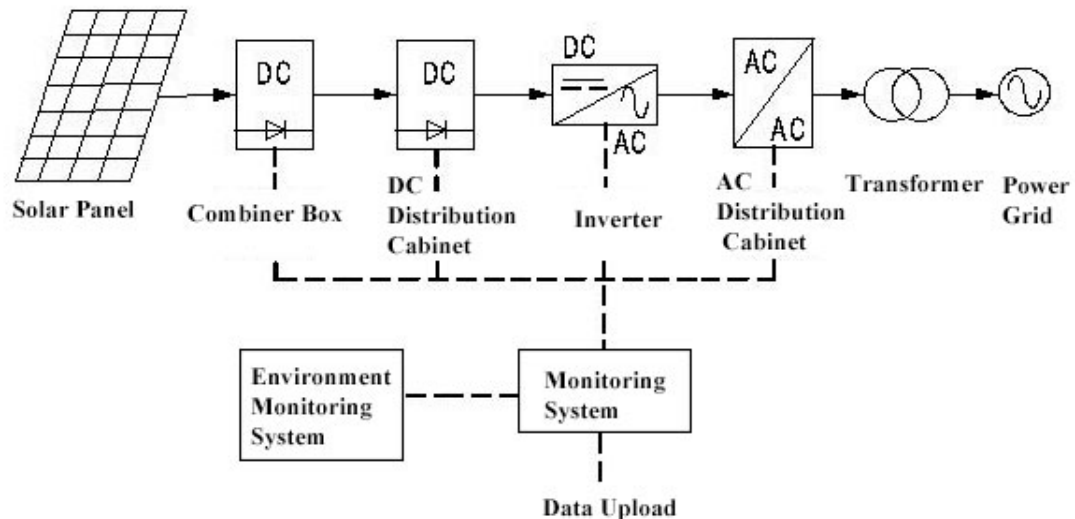 DC
DC
DC
AC
AC
AC
Solar Panel
Combiner Box
DC
Distribution
Cabinet
Inverter
AC
Distribution
Cabinet
Transformer
Power
Grid
Environment
Monitoring
System
Monitoring
System
Data Upload